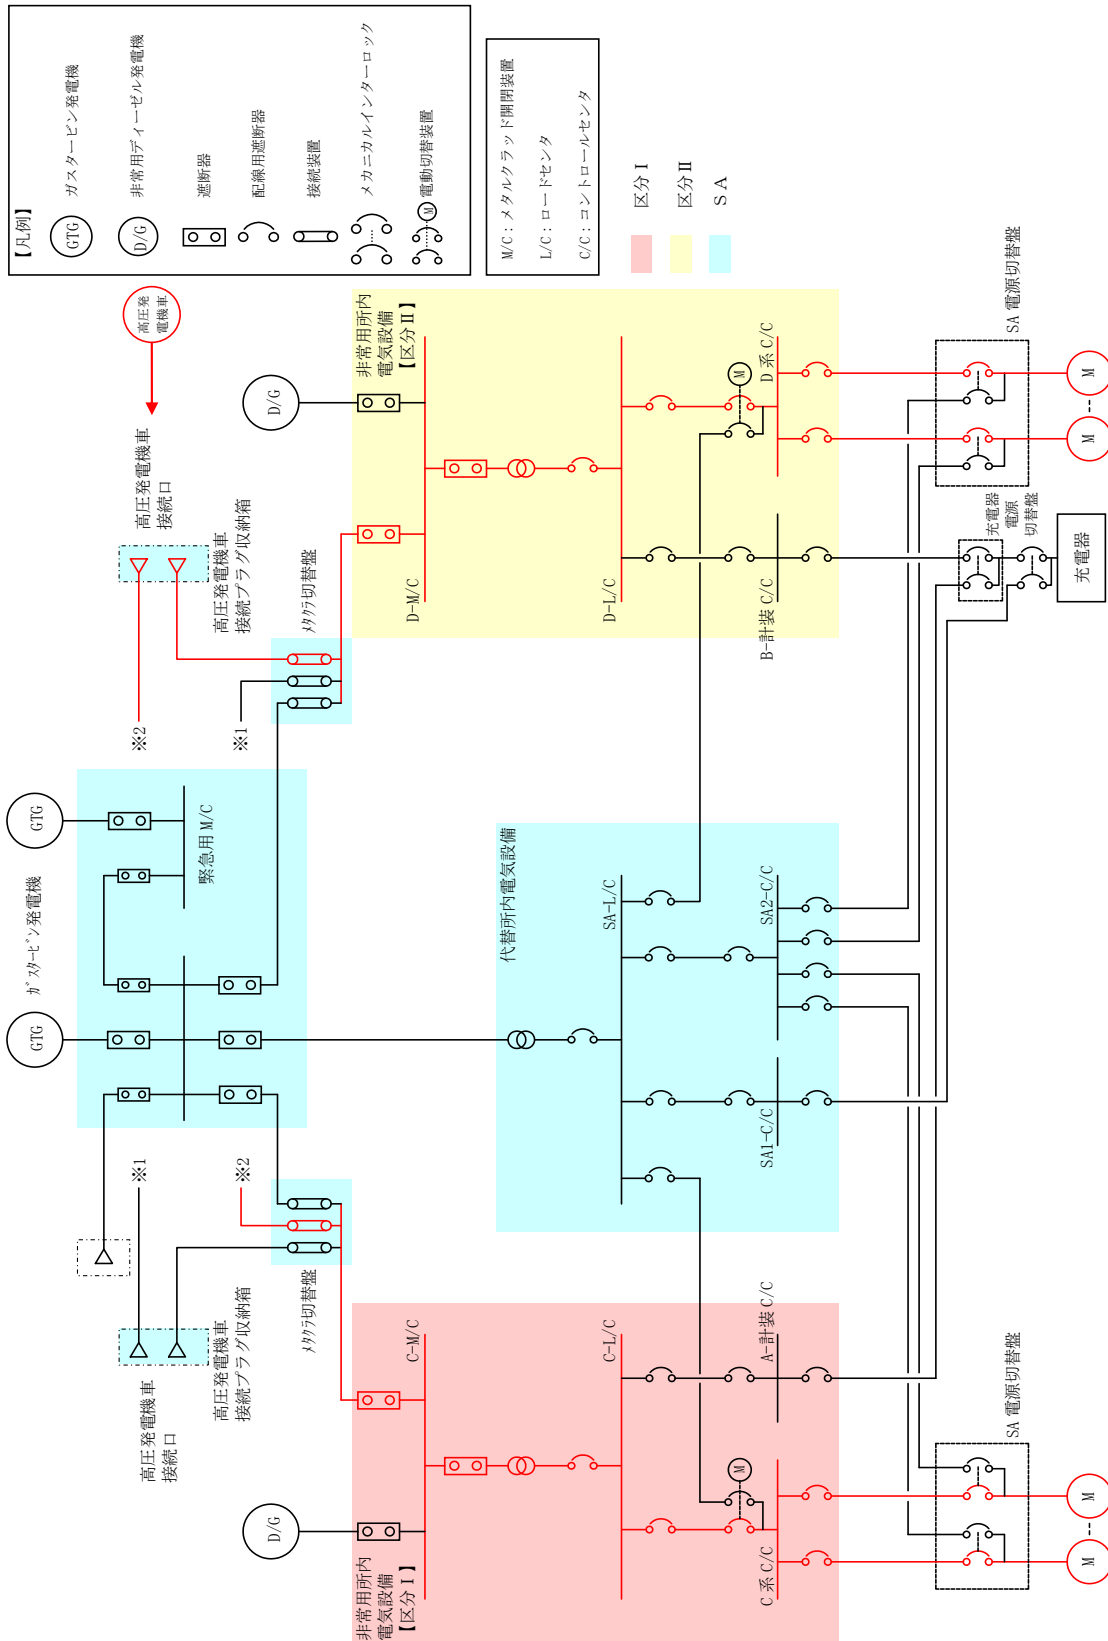 【凡例】
GTG
ガスタービン発電機
D/G
非常用ディーゼル発電機
遮断器
配線用遮断器
接続装置
メカニカルインターロック
M
電動切替装置
M/C：メタルクラッド開閉装置
L/C：ロードセンタ
C/C：コントロールセンタ
区分Ⅰ
区分Ⅱ
ＳＡ
高圧発
電機車
高圧発電機車
接続口
高圧発電機車
接続プラグ収納箱
※2
※1
ﾒﾀｸﾗ切替盤
GTG
ｶﾞｽﾀｰﾋﾞﾝ発電機
GTG
緊急用 M/C
※1
※2
高圧発電機車
接続口
高圧発電機車
接続プラグ収納箱
ﾒﾀｸﾗ切替盤
D/G
非常用所内
電気設備
【区分Ⅱ】
D-M/C
D-L/C
M
D 系 C/C
B-計装 C/C
代替所内電気設備
SA-L/C
SA2-C/C
SA1-C/C
D/G
非常用所内
電気設備
【区分Ⅰ】
C-M/C
C-L/C
M
A-計装 C/C
C 系 C/C
SA 電源切替盤
M
M
充電器
電源
切替盤
充電器
SA 電源切替盤
M
M